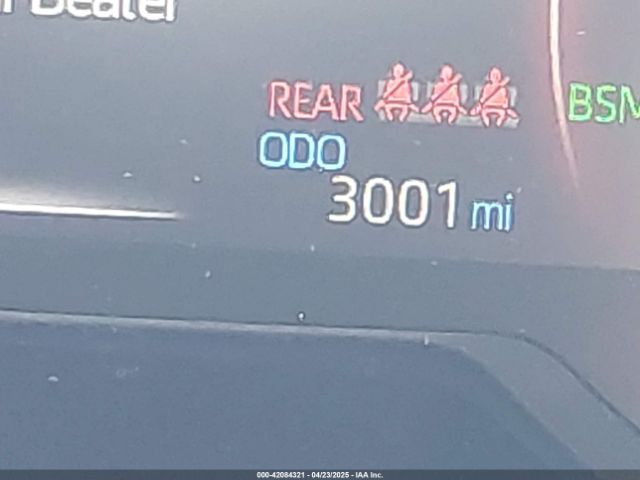 Dealer
REAR
BSM
ODO
3001 mi
000-42084321 - 04/23/2025 - IAA Inc.